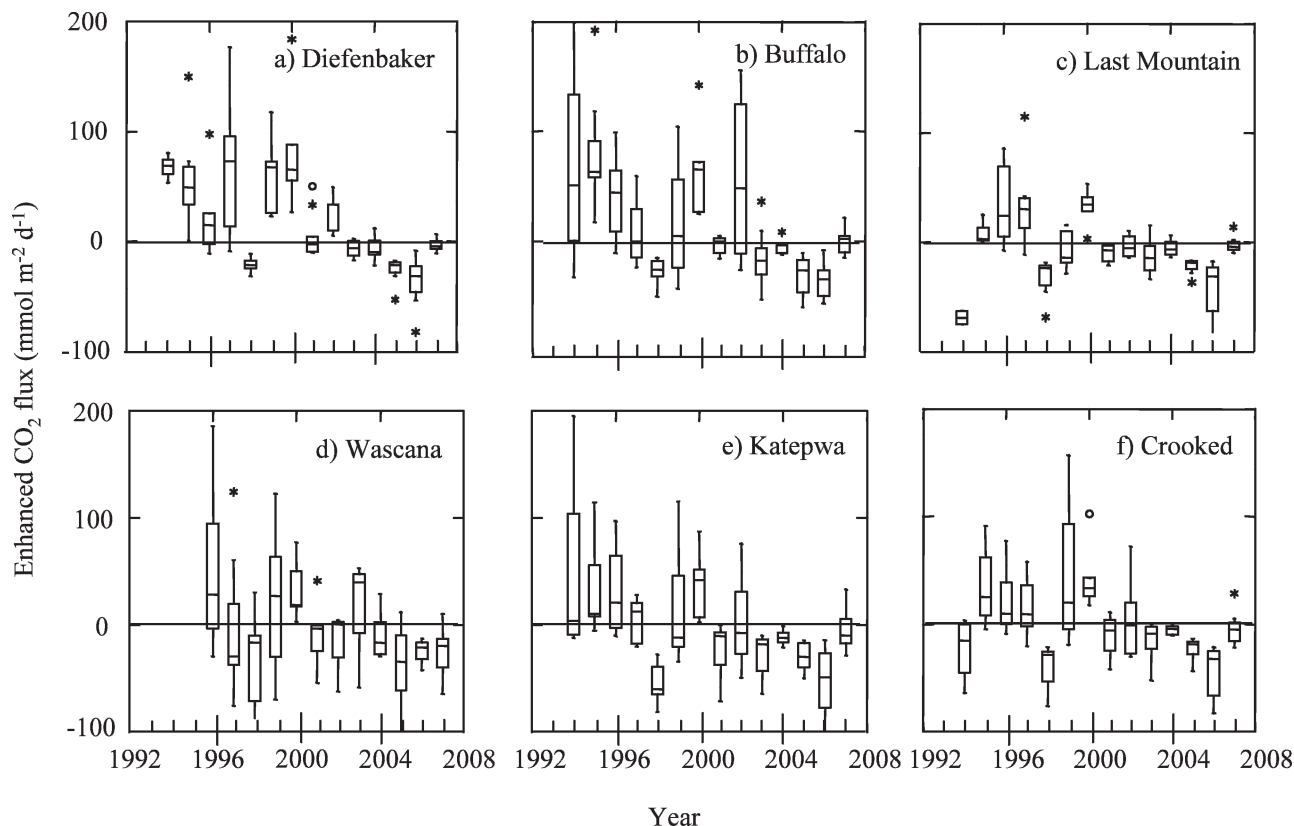 Enhanced CO₂ flux (mmol m⁻² d⁻¹)
200
100
0
-100
a) Diefenbaker
b) Buffalo
c) Last Mountain
200
100
0
-100
d) Wascana
e) Katepwa
f) Crooked
1992 1996 2000 2004 2008
1992 1996 2000 2004 2008
1992 1996 2000 2004 2008
Year